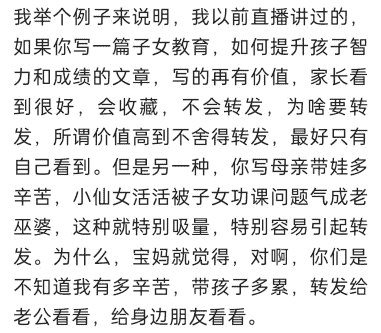 我举个例子来说明，我以前直播讲过的，
如果你写一篇子女教育，如何提升孩子智
力和成绩的文章，写的再有价值，家长看
到很好，会收藏，不会转发，为啥要转
发，所谓价值高到不舍得转发，最好只有
自己看到。但是另一种，你写母亲带娃多
辛苦，小仙女活活被子女功课问题气成老
巫婆，这种就特别吸量，特别容易引起转
发。为什么，宝妈就觉得，对啊，你们是
不知道我有多辛苦，带孩子多累，转发给
老公看看，给身边朋友看看。